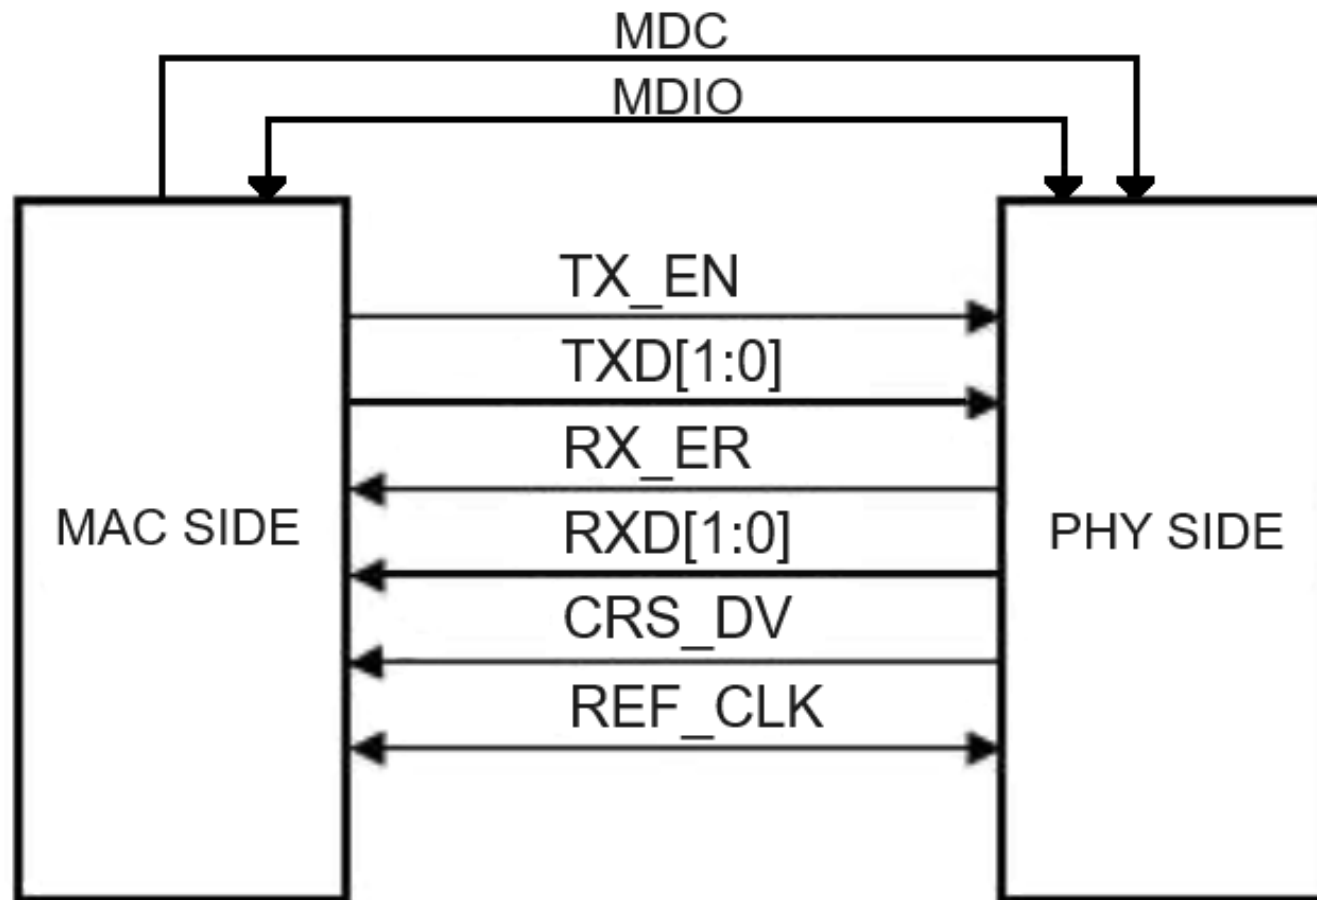 MDC
MDIO
TX_EN
TXD[1:0]
RX_ER
RXD[1:0]
CRS_DV
REF_CLK
MAC SIDE
PHY SIDE